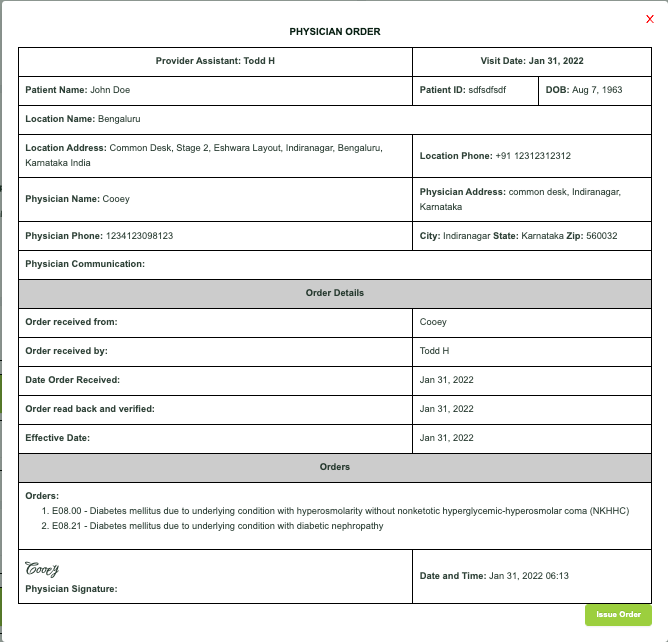 X
PHYSICIAN ORDER
Provider Assistant: Todd H
Visit Date: Jan 31, 2022
Patient Name: John Doe
Patient ID: sdfsdfsdf
DOB: Aug 7, 1963
Location Name: Bengaluru
Location Address: Common Desk, Stage 2, Eshwara Layout, Indiranagar, Bengaluru,
Karnataka India
Location Phone: +91 12312312312
Physician Name: Cooey
Physician Address: common desk, Indiranagar,
Karnataka
Physician Phone: 1234123098123
City: Indiranagar State: Karnataka Zip: 560032
Physician Communication:
Order Details
Order received from:
Cooey
Order received by:
Todd H
Date Order Received:
Jan 31, 2022
Order read back and verified:
Jan 31, 2022
Effective Date:
Jan 31, 2022
Orders
Orders:
1. E08.00 - Diabetes mellitus due to underlying condition with hyperosmolarity without nonketotic hyperglycemic-hyperosmolar coma (NKHHC)
2. E08.21 - Diabetes mellitus due to underlying condition with diabetic nephropathy
Cooey
Physician Signature:
Date and Time: Jan 31, 2022 06:13
Issue Order